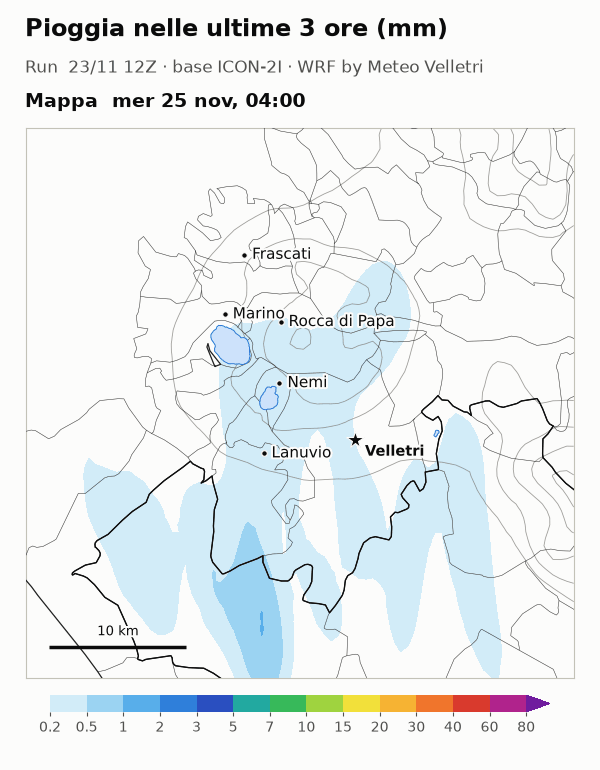 Pioggia nelle ultime 3 ore (mm)
Run  23/11 12Z · base ICON-2I · WRF by Meteo Velletri
Mappa  mer 25 nov, 04:00
Frascati
Marino
Rocca di Papa
Nemi
Velletri
Lanuvio
10 km
0.2 0.5 1 2 3 5 7 10 15 20 30 40 60 80